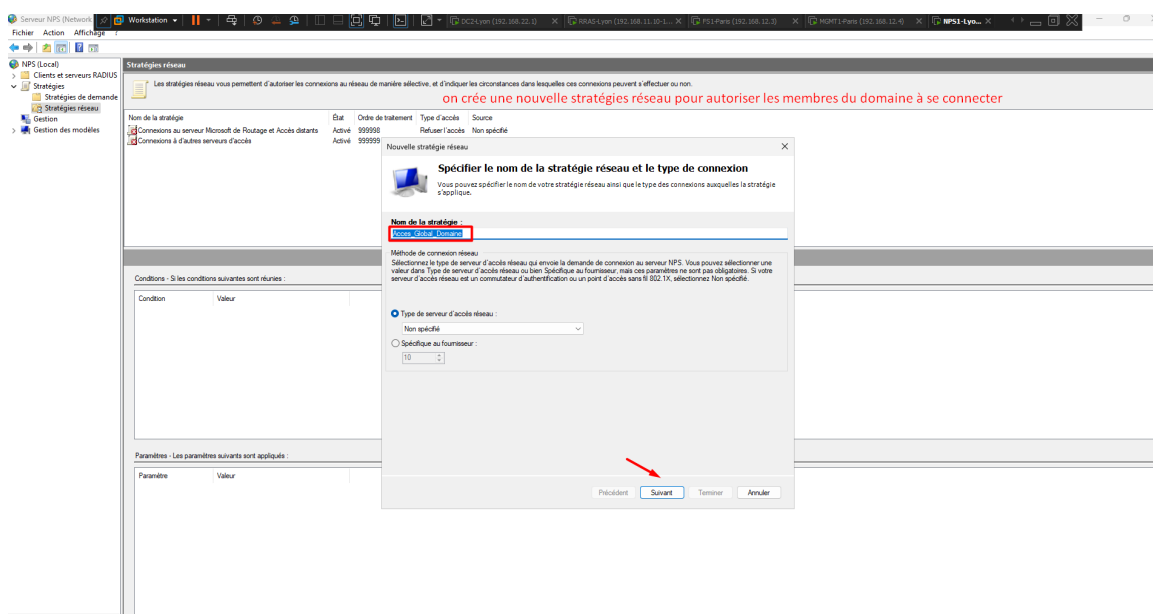 Serveur NPS (Network
Workstation
DC2-Lyon (192.168.22.1)
RRAS-Lyon (192.168.11.10-1...
FS1-Paris (192.168.12.3)
MGMT1-Paris (192.168.12.4)
NPS1-Lyo...
Fichier Action Affichage ?
NPS (Local)
Clients et serveurs RADIUS
Stratégies
Stratégies de demande
Stratégies réseau
Gestion
Gestion des modèles
Stratégies réseau
Les stratégies réseau vous permettent d'autoriser les connexions au réseau de manière sélective, et d'indiquer les circonstances dans lesquelles ces connexions peuvent s'effectuer ou non.
on crée une nouvelle stratégies réseau pour autoriser les membres du domaine à se connecter
Nom de la stratégie État Ordre de traitement Type d'accès Source
Connexions au serveur Microsoft de Routage et Accès distants Activé 999998 Refuser l'accès Non spécifié
Connexions à d'autres serveurs d'accès Activé 999999
Nouvelle stratégie réseau
Spécifier le nom de la stratégie réseau et le type de connexion
Vous pouvez spécifier le nom de votre stratégie réseau ainsi que le type des connexions auxquelles la stratégie
s'applique.
Nom de la stratégie :
Acces_Global_Domaine
Méthode de connexion réseau
Sélectionnez le type de serveur d'accès réseau qui envoie la demande de connexion au serveur NPS. Vous pouvez sélectionner une
valeur dans Type de serveur d'accès réseau ou bien Spécifique au fournisseur, mais ces paramètres ne sont pas obligatoires. Si votre
serveur d'accès réseau est un commutateur d'authentification ou un point d'accès sans fil 802.1X, sélectionnez Non spécifié.
Type de serveur d'accès réseau :
Non spécifié
Spécifique au fournisseur :
10
Précédent Suivant Terminer Annuler
Conditions - Si les conditions suivantes sont réunies :
Condition Valeur
Paramètres - Les paramètres suivants sont appliqués :
Paramètre Valeur